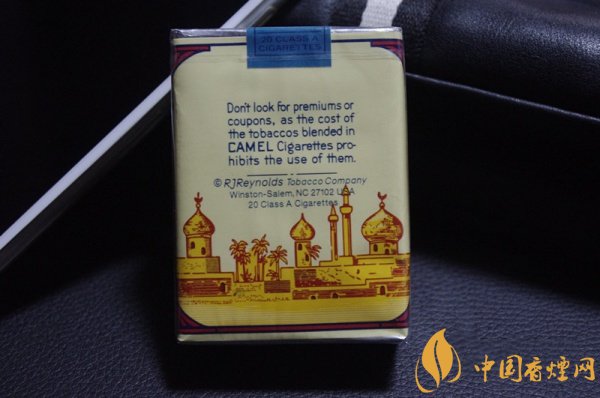 20 CLASS A
CIGARETTES
Don't look for premiums or
coupons, as the cost of
the tobaccos blended in
CAMEL Cigarettes pro-
hibits the use of them.
© RJReynolds Tobacco Company
Winston-Salem, NC 27102 USA
20 Class A Cigarettes
中国香烟网